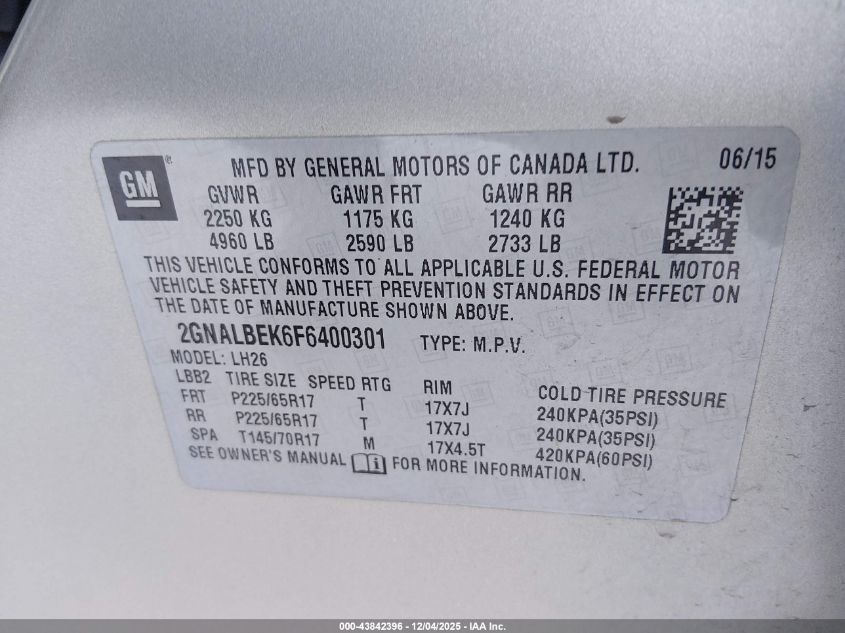 GM ®
MFD BY GENERAL MOTORS OF CANADA LTD. 06/15
GVWR GAWR FRT GAWR RR
2250 KG 1175 KG 1240 KG
4960 LB 2590 LB 2733 LB
THIS VEHICLE CONFORMS TO ALL APPLICABLE U.S. FEDERAL MOTOR
VEHICLE SAFETY AND THEFT PREVENTION STANDARDS IN EFFECT ON
THE DATE OF MANUFACTURE SHOWN ABOVE.
2GNALBEK6F6400301 TYPE: M.P.V.
MODEL: LH26
LBB2 TIRE SIZE SPEED RTG RIM COLD TIRE PRESSURE
FRT P225/65R17 T 17X7J 240KPA(35PSI)
RR P225/65R17 T 17X7J 240KPA(35PSI)
SPA T145/70R17 M 17X4.5T 420KPA(60PSI)
SEE OWNER'S MANUAL FOR MORE INFORMATION.
000-43842396 - 12/04/2025 - IAA Inc.